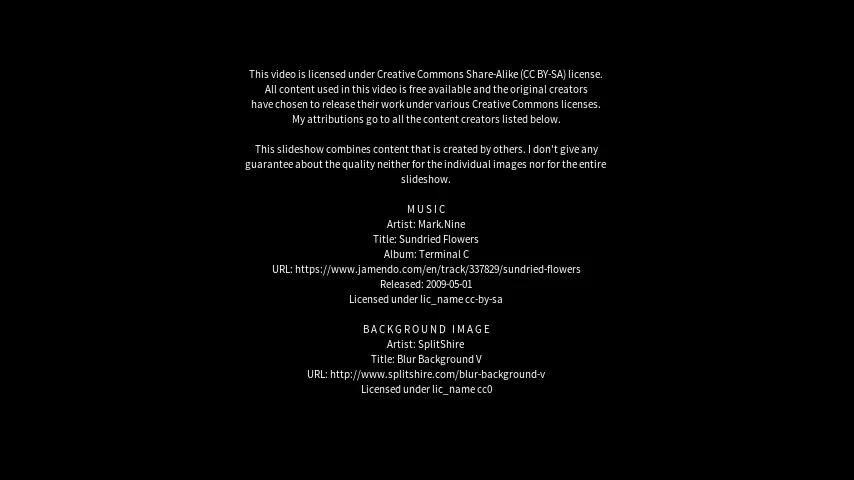 This video is licensed under Creative Commons Share-Alike (CC BY-SA) license.
All content used in this video is free available and the original creators
have chosen to release their work under various Creative Commons licenses.
My attributions go to all the content creators listed below.
This slideshow combines content that is created by others. I don't give any
guarantee about the quality neither for the individual images nor for the entire
slideshow.
MUSIC
Artist: Mark.Nine
Title: Sundried Flowers
Album: Terminal C
URL: https://www.jamendo.com/en/track/337829/sundried-flowers
Released: 2009-05-01
Licensed under lic_name cc-by-sa
BACKGROUND IMAGE
Artist: SplitShire
Title: Blur Background V
URL: http://www.splitshire.com/blur-background-v
Licensed under lic_name cc0